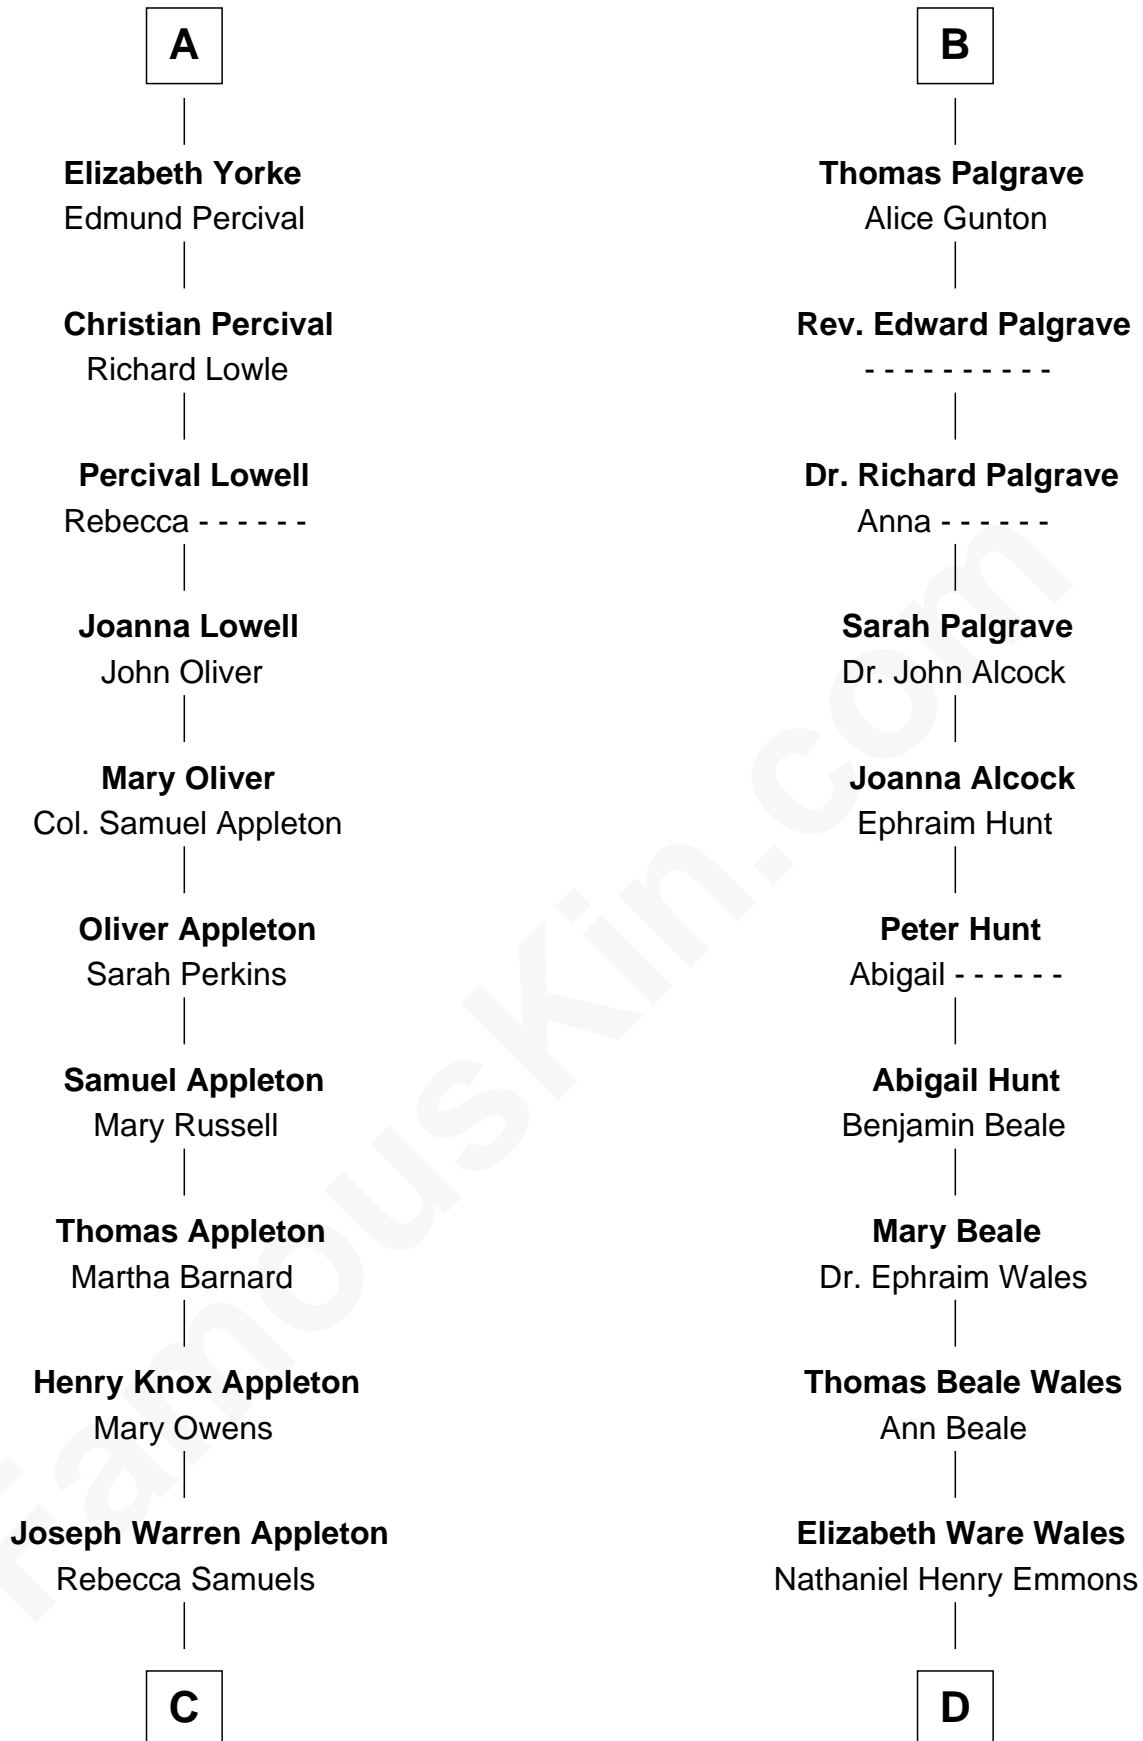 A
Elizabeth Yorke
Edmund Percival
Christian Percival
Richard Lowle
Percival Lowell
Rebecca - - - - - -
Joanna Lowell
John Oliver
Mary Oliver
Col. Samuel Appleton
Oliver Appleton
Sarah Perkins
Samuel Appleton
Mary Russell
Thomas Appleton
Martha Barnard
Henry Knox Appleton
Mary Owens
Joseph Warren Appleton
Rebecca Samuels
C
B
Thomas Palgrave
Alice Gunton
Rev. Edward Palgrave
- - - - - - - - - -
Dr. Richard Palgrave
Anna - - - - - -
Sarah Palgrave
Dr. John Alcock
Joanna Alcock
Ephraim Hunt
Peter Hunt
Abigail - - - - - -
Abigail Hunt
Benjamin Beale
Mary Beale
Dr. Ephraim Wales
Thomas Beale Wales
Ann Beale
Elizabeth Ware Wales
Nathaniel Henry Emmons
D
FamousKin.com